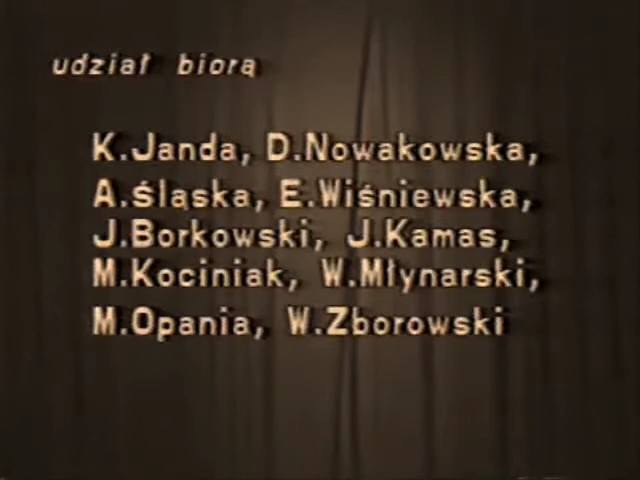 udział biorą
K.Janda, D.Nowakowska,
A.Śląska, E.Wiśniewska,
J.Borkowski, J.Kamas,
M.Kociniak, W.Młynarski,
M.Opania, W.Zborowski